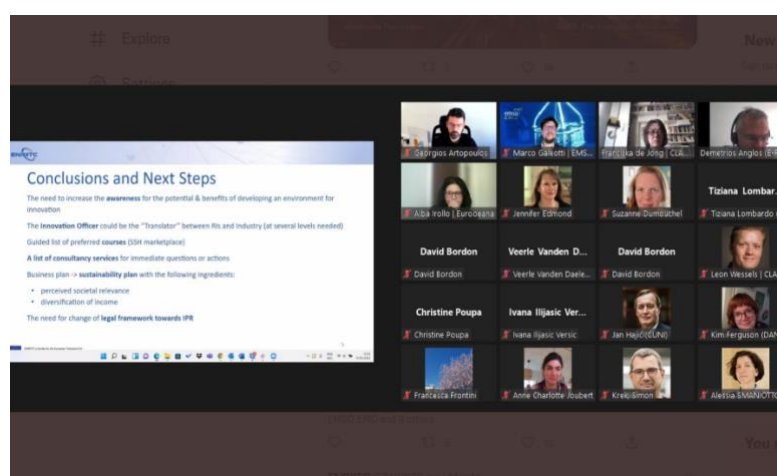 # Explore
New
Settings
ENRIITC
Conclusions and Next Steps
The need to increase the awareness for the potential & benefits of developing an environment for
innovation
The Innovation Officer could be the "Translator" between RIs and Industry (at several levels needed)
Guided list of preferred courses (SSH marketplace)
A list of consultancy services for immediate questions or actions
Business plan -> sustainability plan with the following ingredients:
• perceived societal relevance
• diversification of income
The need for change of legal framework towards IPR
Georgios Artopoulos
Marco Galeotti | EMS...
Franciska de Jong | CLA...
Demetrios Anglos (E-R
Alba Irollo | Europeana
Jennifer Edmond
Suzanne Dumouchel
Tiziana Lombar
Tiziana Lombardo (
David Bordon
Veerle Vanden D...
David Bordon
David Bordon
Veerle Vanden Daele...
David Bordon
Leon Wessels | CLA
Christine Poupa
Ivana Ilijasic Ver...
Christine Poupa
Ivana Ilijasic Versic
Jan Hajič(CUNI)
Kim Ferguson (DAN
Francesca Frontini
Anne Charlotte Joubert
Krek, Simon
Alessia SMANIOTTO
You